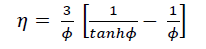 η = 3/ϕ [1/tanhϕ − 1/ϕ]